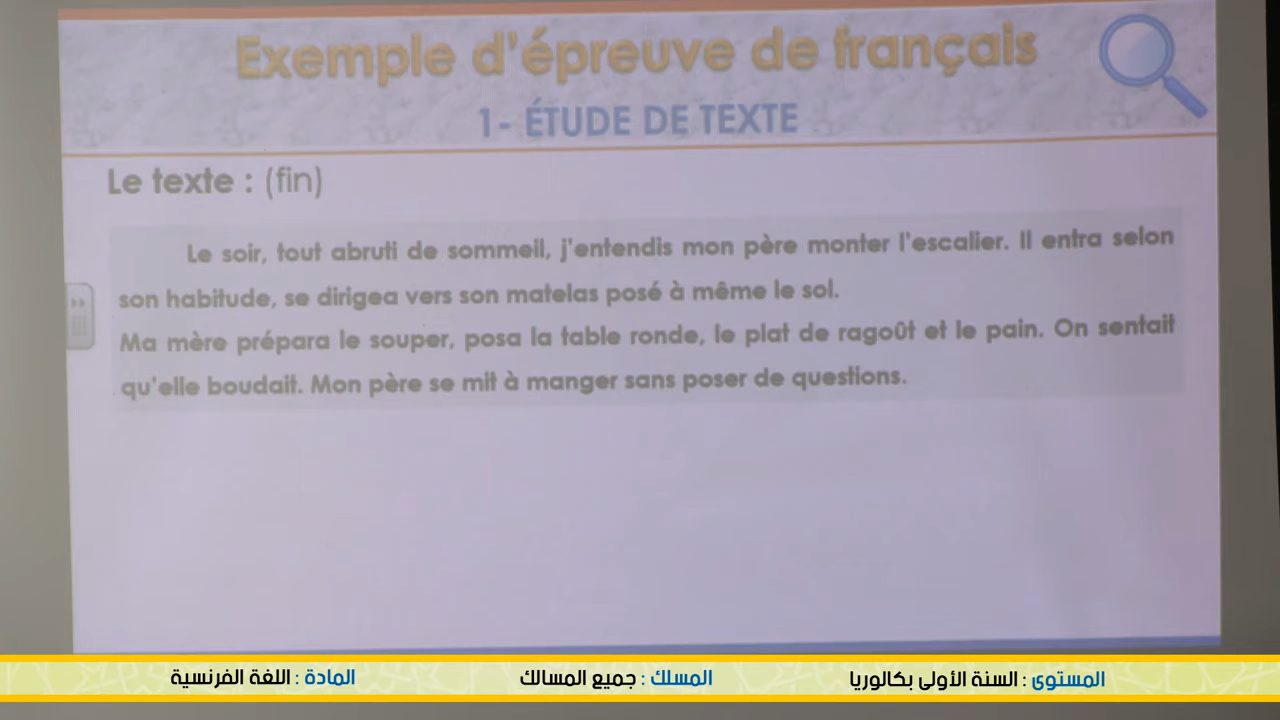 Exemple d'épreuve de français
1- ÉTUDE DE TEXTE
Le texte : (fin)
Le soir, tout abruti de sommeil, j'entendis mon père monter l'escalier. Il entra selon
son habitude, se dirigea vers son matelas posé à même le sol.
Ma mère prépara le souper, posa la table ronde, le plat de ragoût et le pain. On sentait
qu'elle boudait. Mon père se mit à manger sans poser de questions.
المستوى : السنة الأولى بكالوريا المسلك : جميع المسالك المادة : اللغة الفرنسية